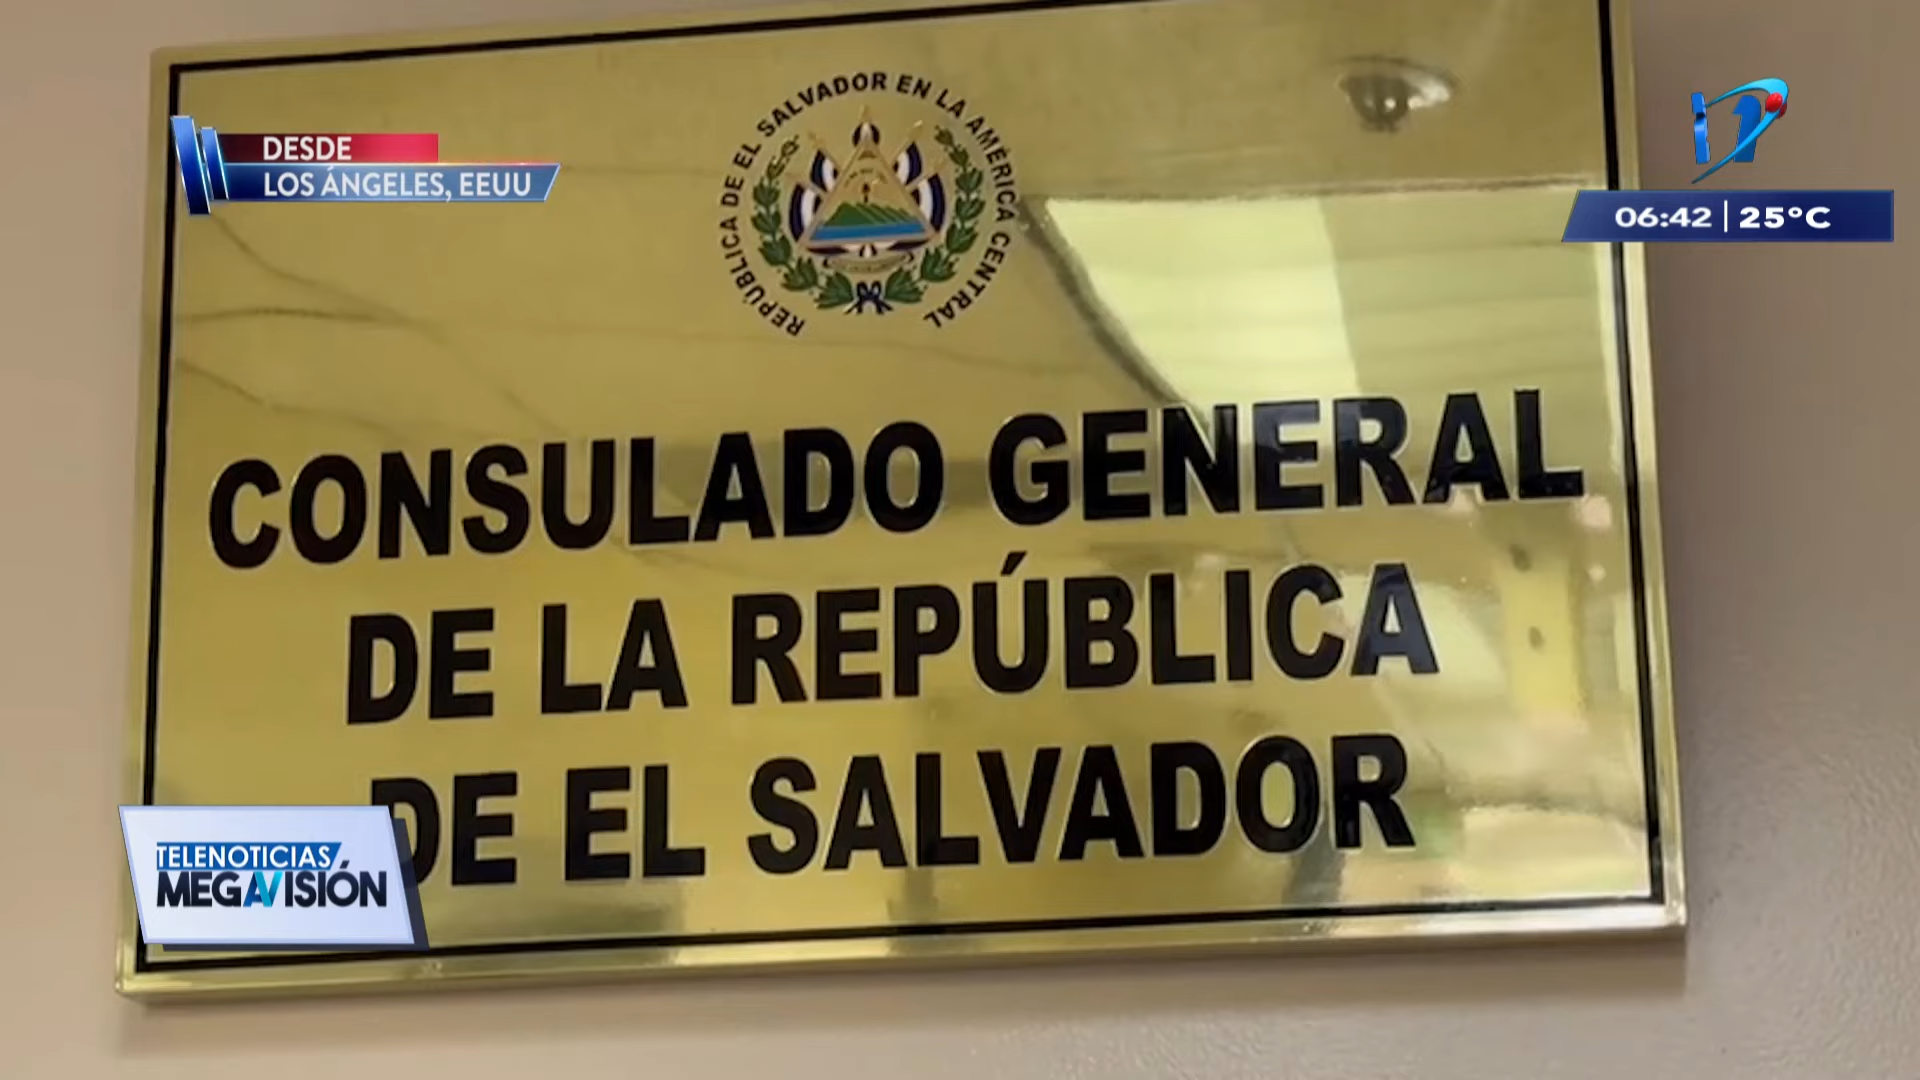 REPÚBLICA DE EL SALVADOR EN LA AMÉRICA CENTRAL
DESDE
LOS ÁNGELES, EEUU
06:42 | 25°C
CONSULADO GENERAL
DE LA REPÚBLICA
DE EL SALVADOR
TELENOTICIAS
MEGAVISIÓN